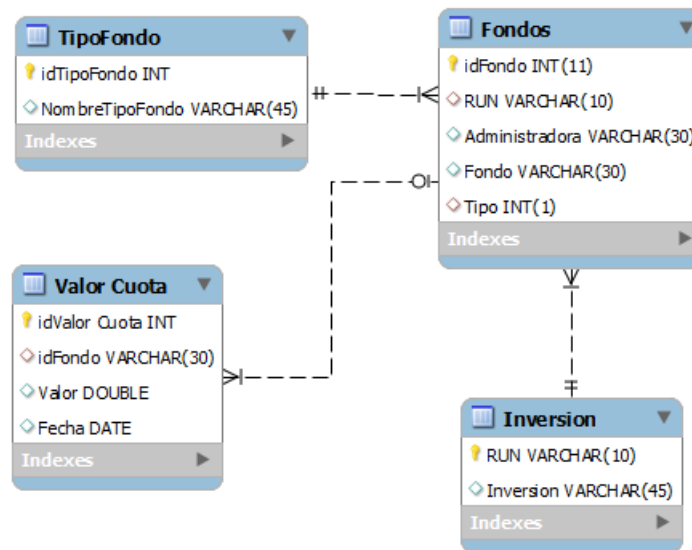 TipoFondo
idTipoFondo INT
NombreTipoFondo VARCHAR(45)
Indexes
Fondos
idFondo INT(11)
RUN VARCHAR(10)
Administradora VARCHAR(30)
Fondo VARCHAR(30)
Tipo INT(1)
Indexes
Valor Cuota
idValor Cuota INT
idFondo VARCHAR(30)
Valor DOUBLE
Fecha DATE
Indexes
Inversion
RUN VARCHAR(10)
Inversion VARCHAR(45)
Indexes